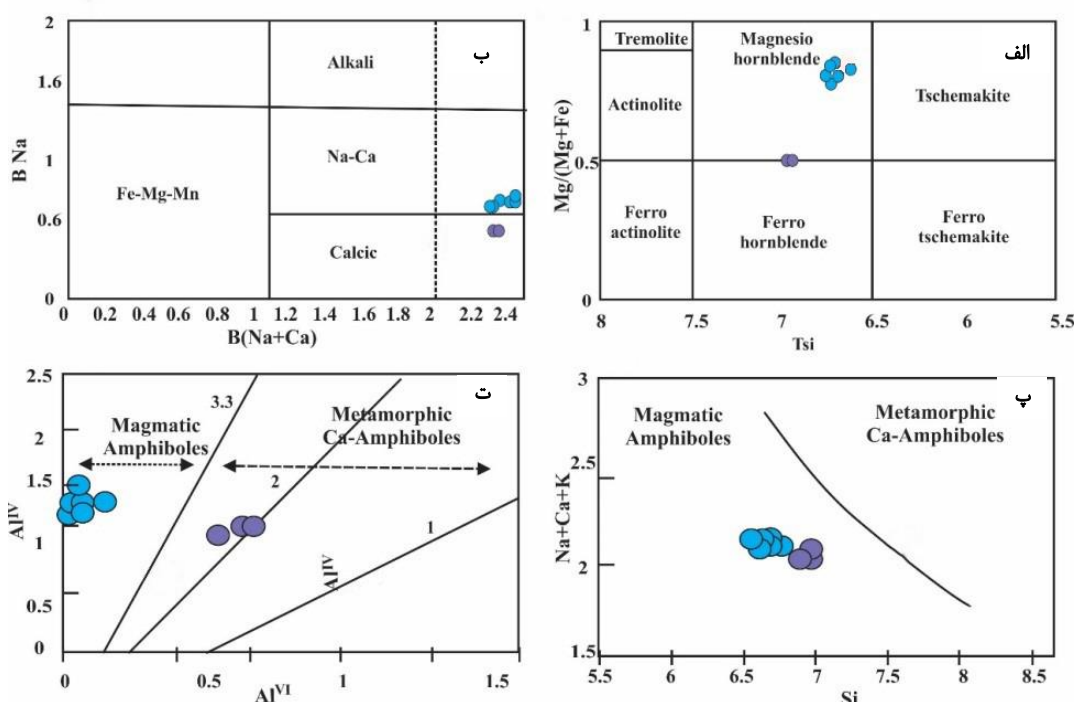 ب
2
1.6
1
0.6
0
B Na
Alkali
Na-Ca
Fe-Mg-Mn
Calcic
0 0.2 0.4 0.6 0.8 1 1.2 1.4 1.6 1.8 2 2.2 2.4
B(Na+Ca)
الف
1
0.5
0
Mg/(Mg+Fe)
Tremolite
Magnesio
hornblende
Actinolite
Tschemakite
Ferro
actinolite
Ferro
hornblende
Ferro
tschemakite
8 7.5 7 6.5 6 5.5
Tsi
ت
2.5
2
1.5
1
0.5
0
Al^IV
3.3
Magmatic
Amphiboles
Metamorphic
Ca-Amphiboles
2
1
Al^IV
0 0.5 1 1.5
Al^VI
پ
3
2.5
2
1.5
Na+Ca+K
Magmatic
Amphiboles
Metamorphic
Ca-Amphiboles
5.5 6 6.5 7 7.5 8 8.5
Si